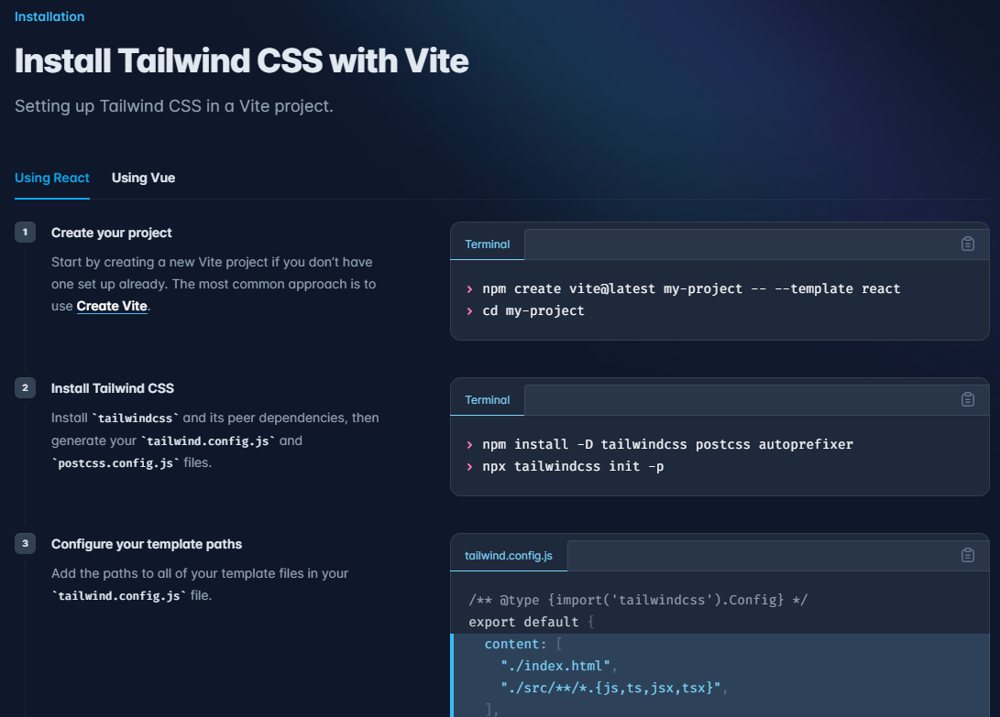 Installation
Install Tailwind CSS with Vite
Setting up Tailwind CSS in a Vite project.
Using React
Using Vue
1
Create your project
Start by creating a new Vite project if you don’t have
one set up already. The most common approach is to
use Create Vite.
Terminal
npm create vite@latest my-project -- --template react
cd my-project
2
Install Tailwind CSS
Install `tailwindcss` and its peer dependencies, then
generate your `tailwind.config.js` and
`postcss.config.js` files.
Terminal
npm install -D tailwindcss postcss autoprefixer
npx tailwindcss init -p
3
Configure your template paths
Add the paths to all of your template files in your
`tailwind.config.js` file.
tailwind.config.js
/** @type {import('tailwindcss').Config} */
export default {
content: [
"./index.html",
"./src/**/*.{js,ts,jsx,tsx}",
],